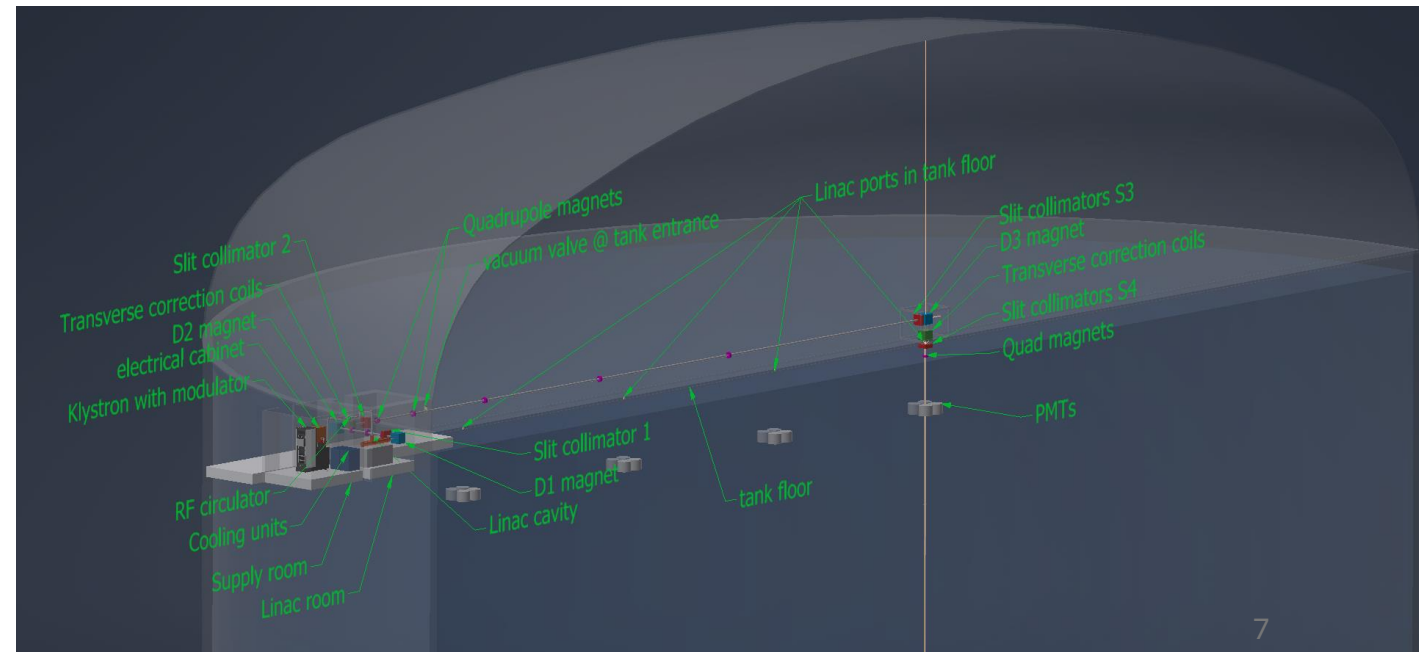 Linac ports in tank floor
Quadrupole magnets
vacuum valve @ tank entrance
Slit collimator 2
Transverse correction coils
D2 magnet
electrical cabinet
Klystron with modulator
Slit collimators S3
D3 magnet
Transverse correction coils
Slit collimators S4
Quad magnets
PMTs
Slit collimator 1
D1 magnet
Linac cavity
tank floor
RF circulator
Cooling units
Supply room
Linac room
7